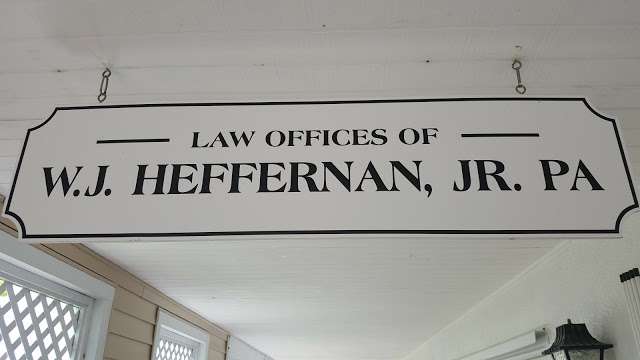 LAW OFFICES OF
W.J. HEFFERNAN, JR. PA